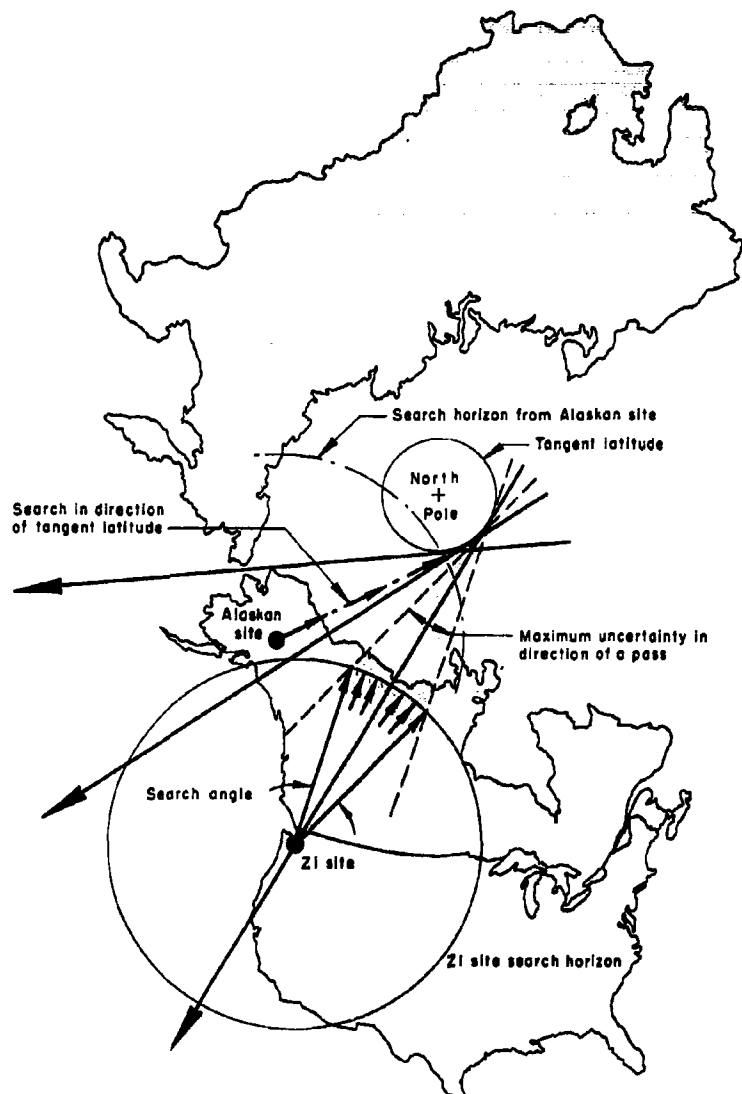 Search horizon from Alaskan site
Tangent latitude
North
+
Pole
Search in direction
of tangent latitude
Alaskan
site
Maximum uncertainty in
direction of a pass
Search angle
Zi site
Zi site search horizon